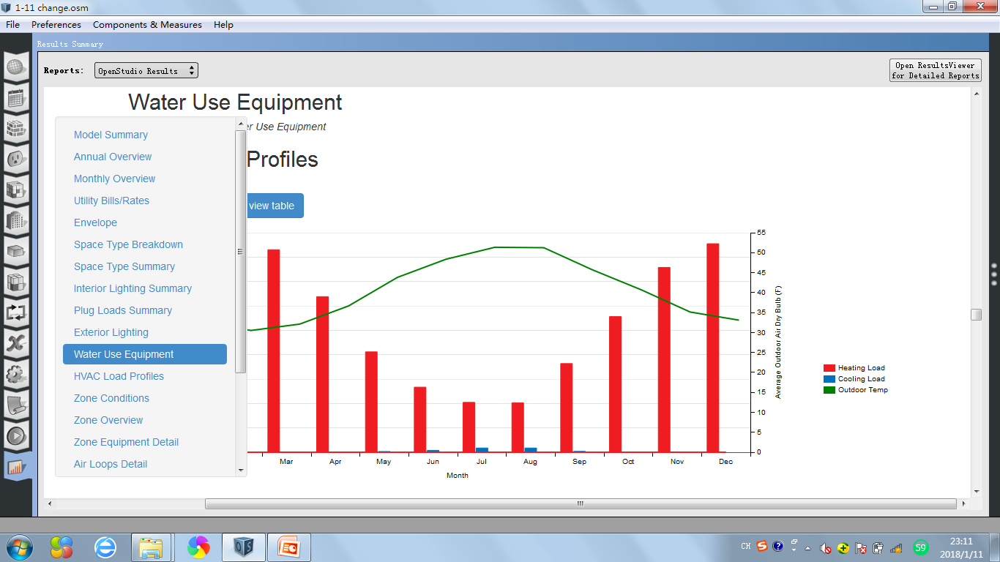 1-11 change.osm
File Preferences Components & Measures Help
Results Summary
Reports: OpenStudio Results
Open ResultsViewer
for Detailed Reports
Water Use Equipment
er Use Equipment
Profiles
view table
Model Summary
Annual Overview
Monthly Overview
Utility Bills/Rates
Envelope
Space Type Breakdown
Space Type Summary
Interior Lighting Summary
Plug Loads Summary
Exterior Lighting
Water Use Equipment
HVAC Load Profiles
Zone Conditions
Zone Overview
Zone Equipment Detail
Air Loops Detail
55
50
45
40
35
30
25
20
15
10
5
0
Average Outdoor Air Dry Bulb (F)
Heating Load
Cooling Load
Outdoor Temp
Mar Apr May Jun Jul Aug Sep Oct Nov Dec
Month
CH
59
23:11
2018/1/11